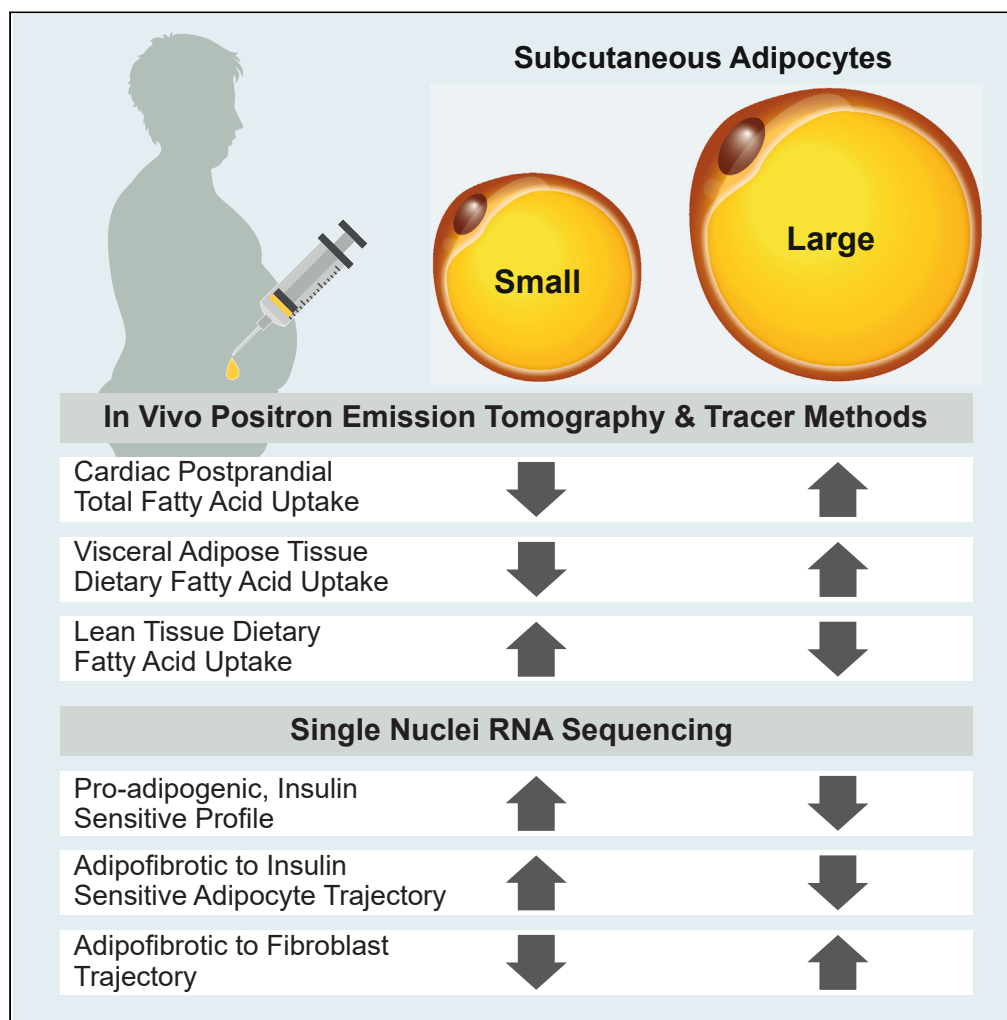 Subcutaneous Adipocytes
Small
Large
In Vivo Positron Emission Tomography & Tracer Methods
Cardiac Postprandial
Total Fatty Acid Uptake
Visceral Adipose Tissue
Dietary Fatty Acid Uptake
Lean Tissue Dietary
Fatty Acid Uptake
Single Nuclei RNA Sequencing
Pro-adipogenic, Insulin
Sensitive Profile
Adipofibrotic to Insulin
Sensitive Adipocyte Trajectory
Adipofibrotic to Fibroblast
Trajectory